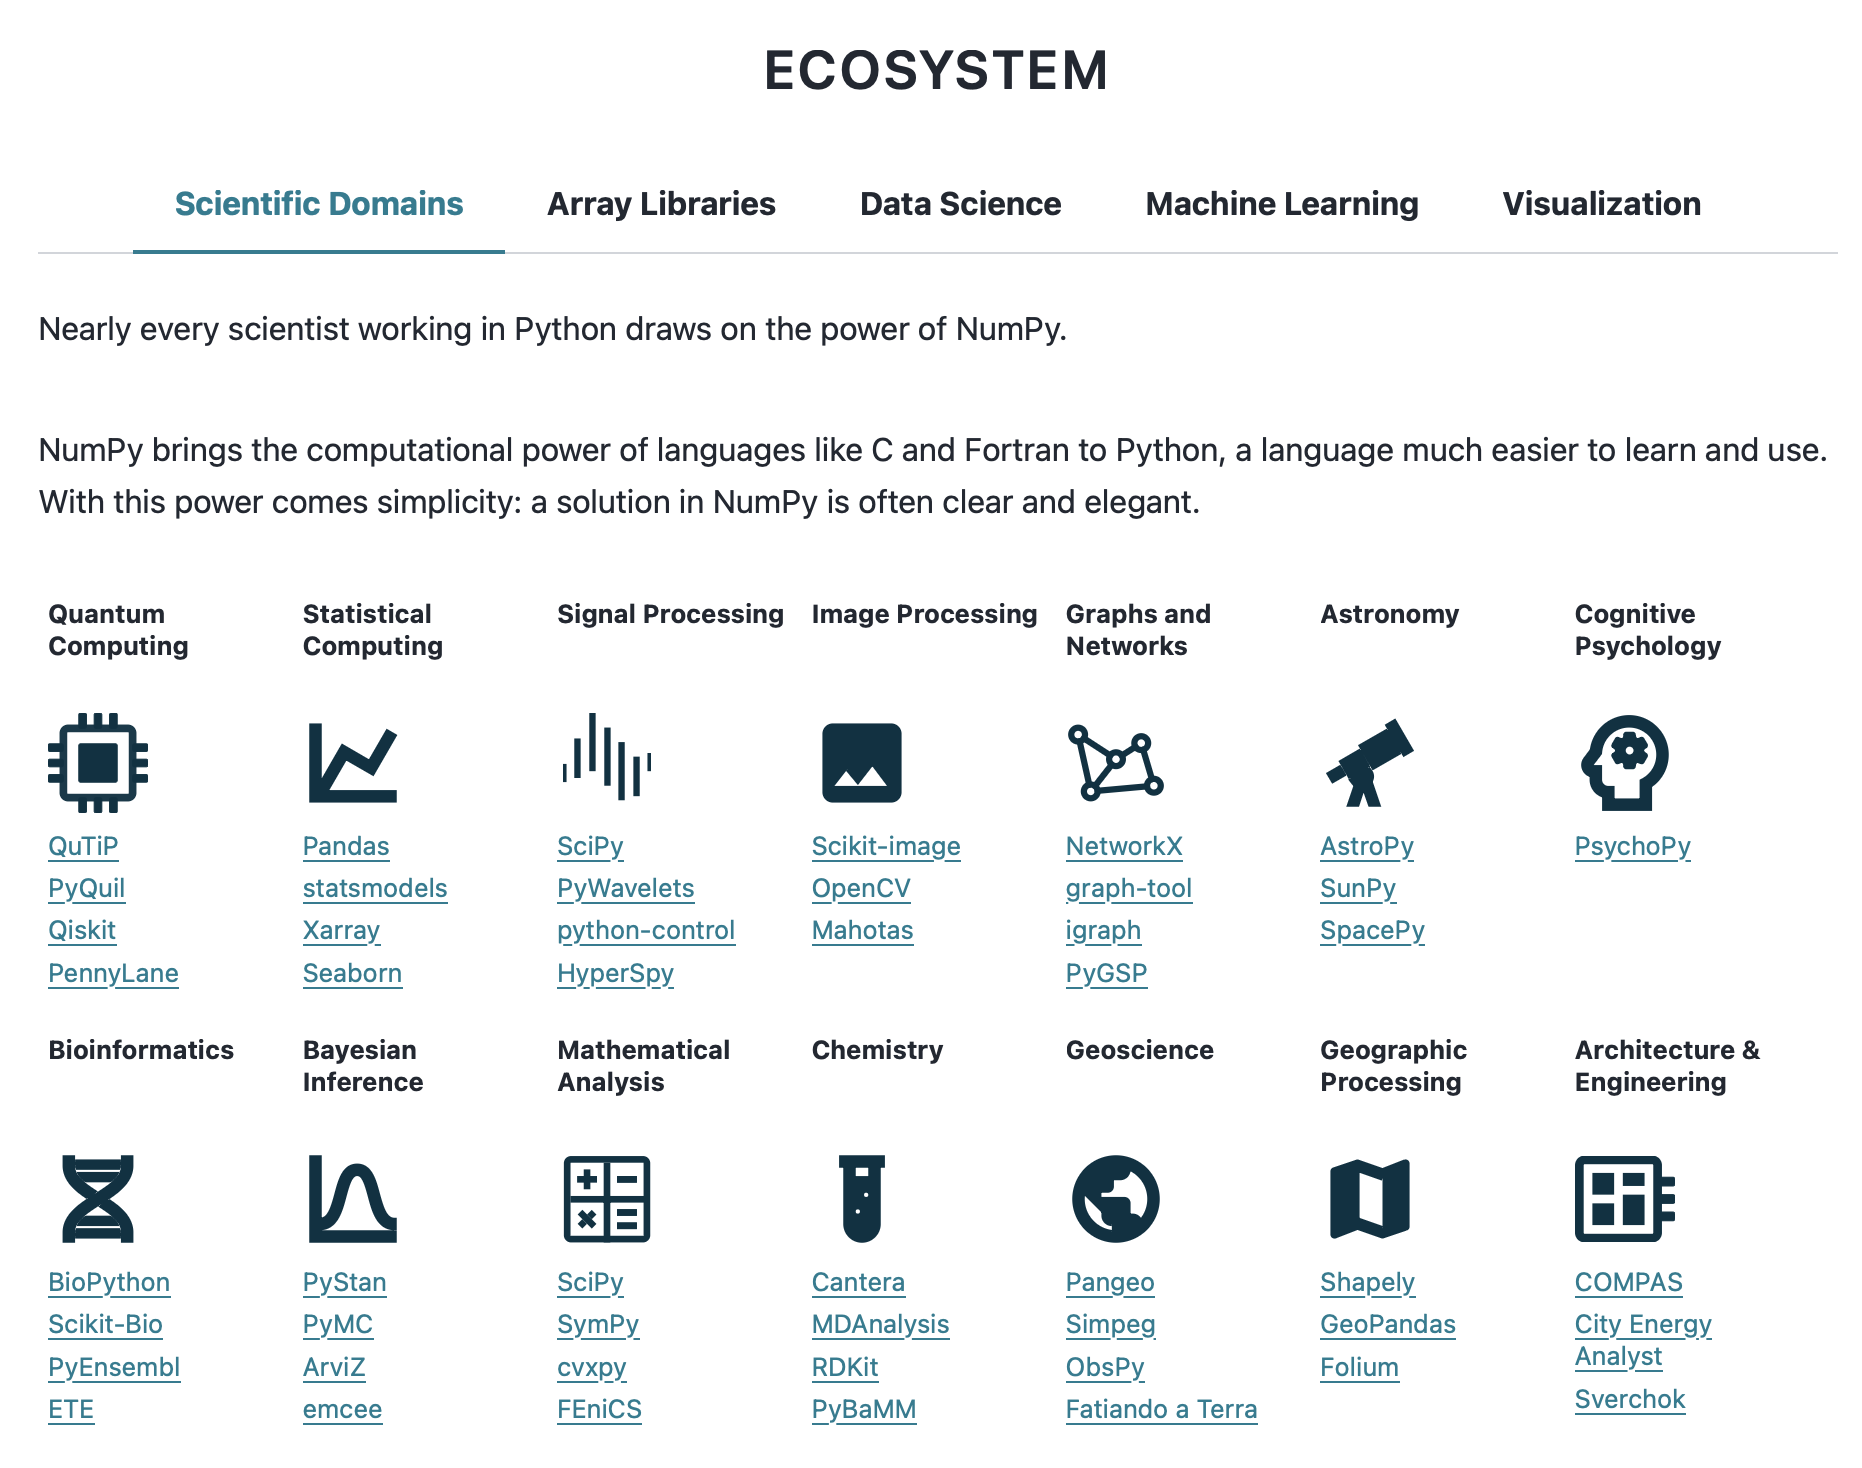 ECOSYSTEM
Scientific Domains
Array Libraries
Data Science
Machine Learning
Visualization
Nearly every scientist working in Python draws on the power of NumPy.
NumPy brings the computational power of languages like C and Fortran to Python, a language much easier to learn and use.
With this power comes simplicity: a solution in NumPy is often clear and elegant.
Quantum
Computing
QuTiP
PyQuil
Qiskit
PennyLane
Statistical
Computing
Pandas
statsmodels
Xarray
Seaborn
Signal Processing
SciPy
PyWavelets
python-control
HyperSpy
Image Processing
Scikit-image
OpenCV
Mahotas
Graphs and
Networks
NetworkX
graph-tool
igraph
PyGSP
Astronomy
AstroPy
SunPy
SpacePy
Cognitive
Psychology
PsychoPy
Bioinformatics
BioPython
Scikit-Bio
PyEnsembl
ETE
Bayesian
Inference
PyStan
PyMC
ArviZ
emcee
Mathematical
Analysis
SciPy
SymPy
cvxpy
FEniCS
Chemistry
Cantera
MDAnalysis
RDKit
PyBaMM
Geoscience
Pangeo
Simpeg
ObsPy
Fatiando a Terra
Geographic
Processing
Shapely
GeoPandas
Folium
Architecture &
Engineering
COMPAS
City Energy
Analyst
Sverchok